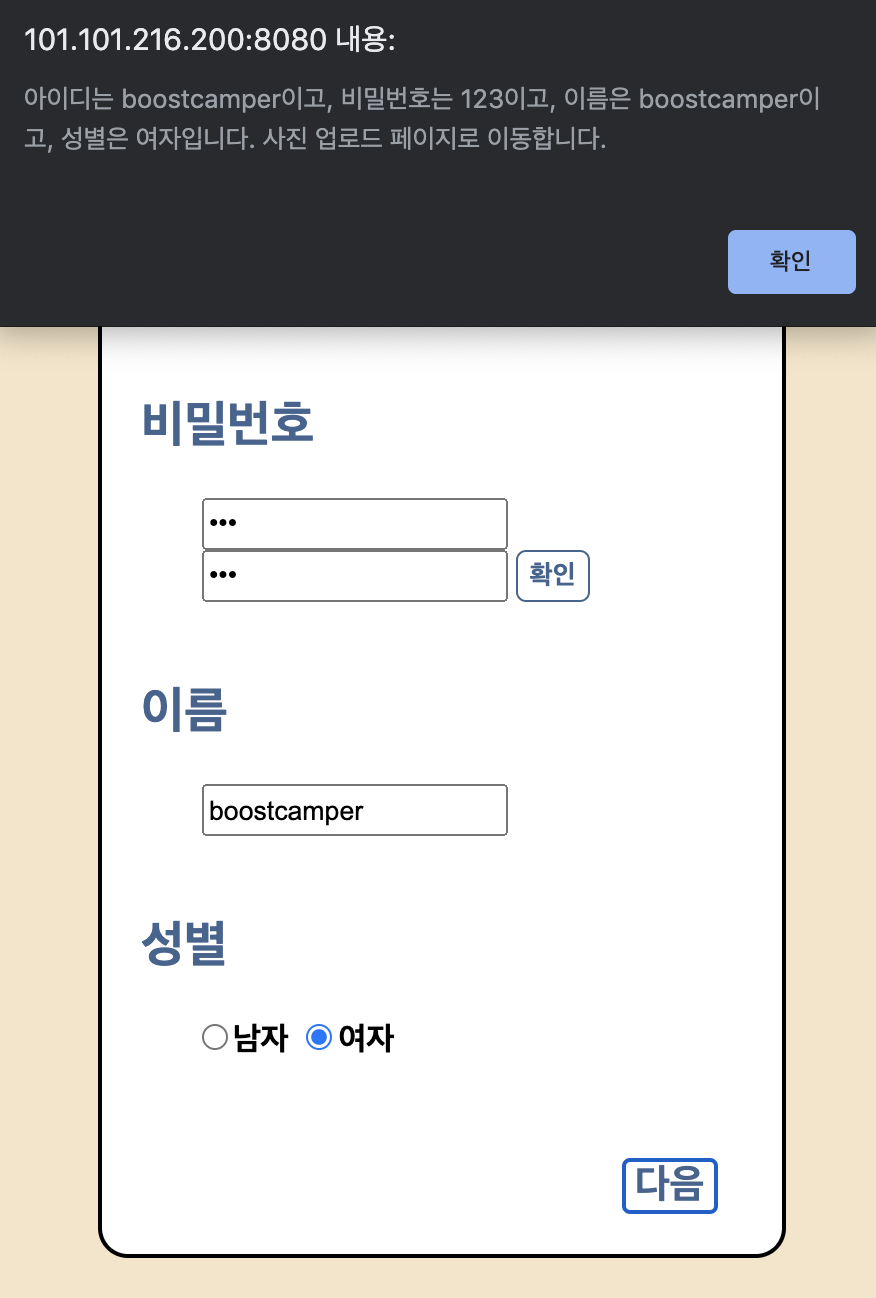 101.101.216.200:8080 내용:
아이디는 boostcamper이고, 비밀번호는 123이고, 이름은 boostcamper이
고, 성별은 여자입니다. 사진 업로드 페이지로 이동합니다.
확인
비밀번호
•••
••• 확인
이름
boostcamper
성별
남자 여자
다음